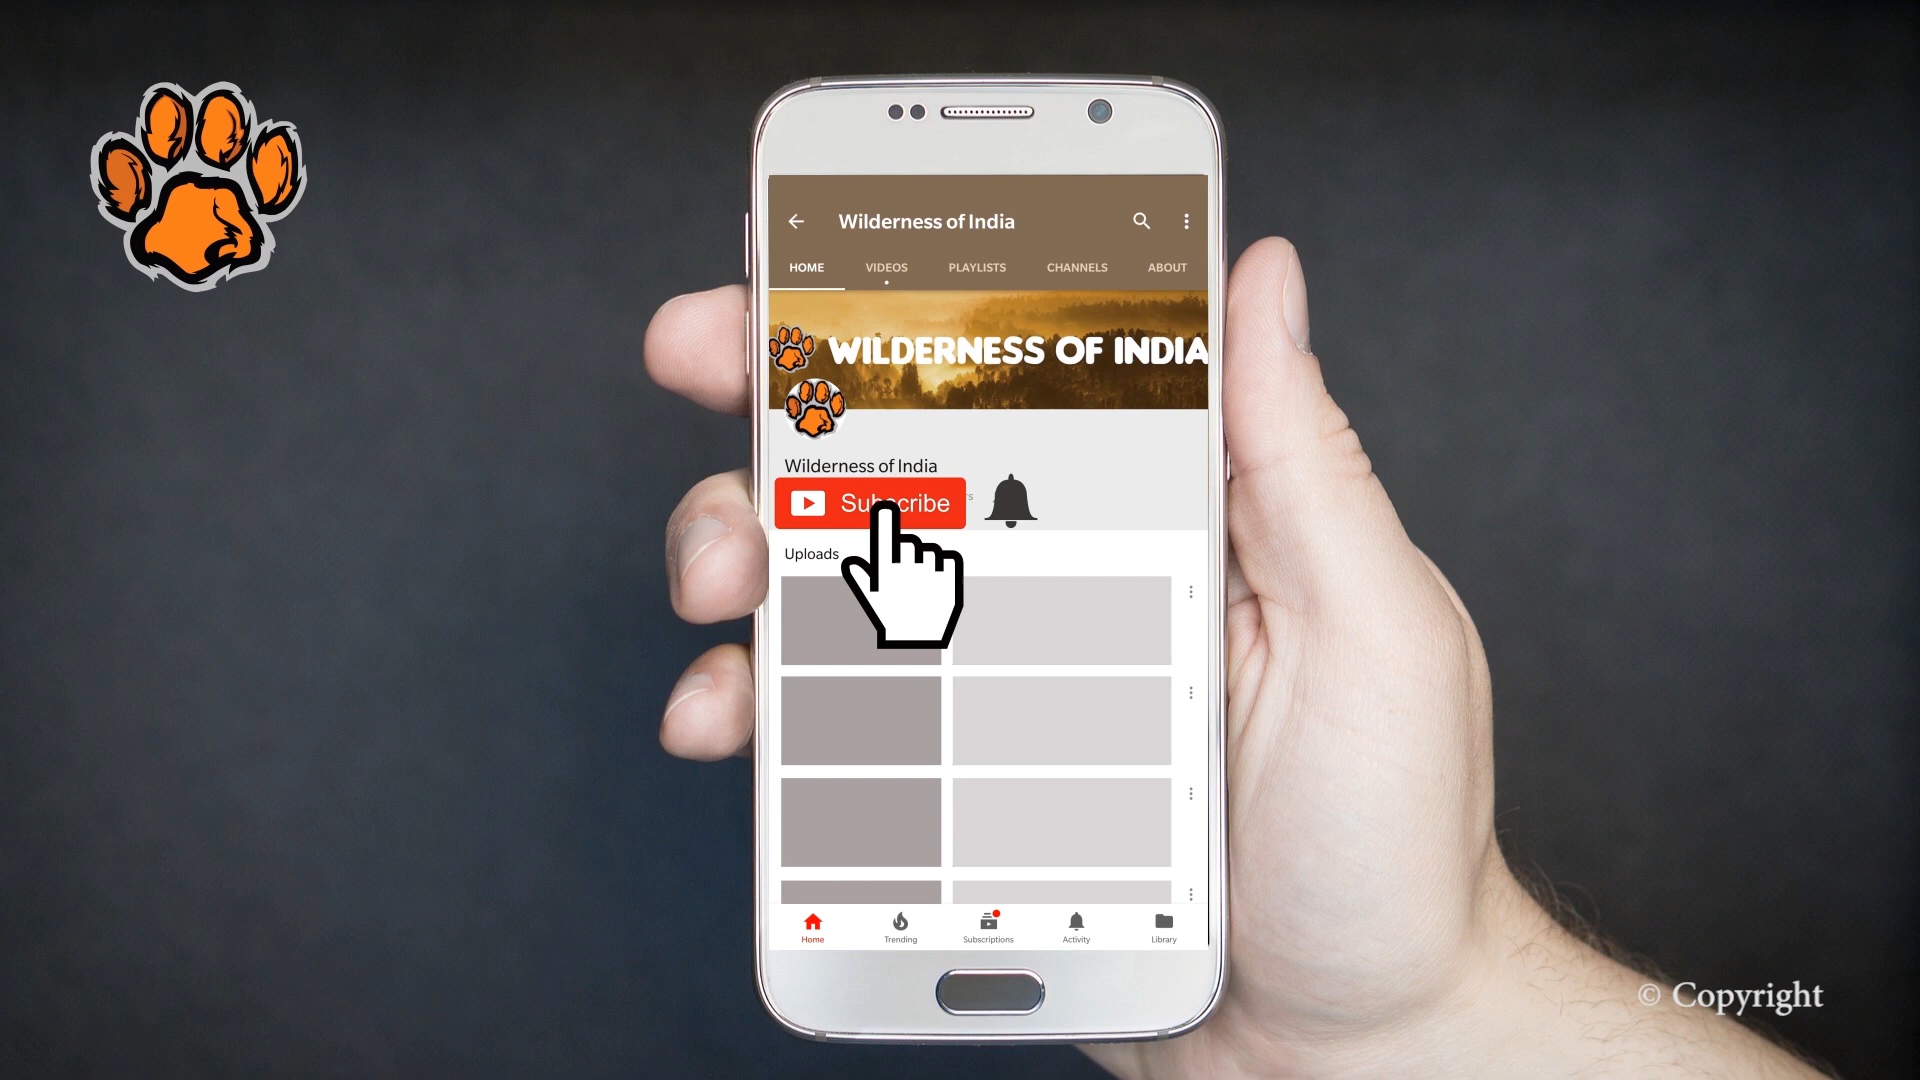 Wilderness of India
HOME VIDEOS PLAYLISTS CHANNELS ABOUT
WILDERNESS OF INDIA
Wilderness of India
Subscribe
Uploads
Home Trending Subscriptions Activity Library
© Copyright